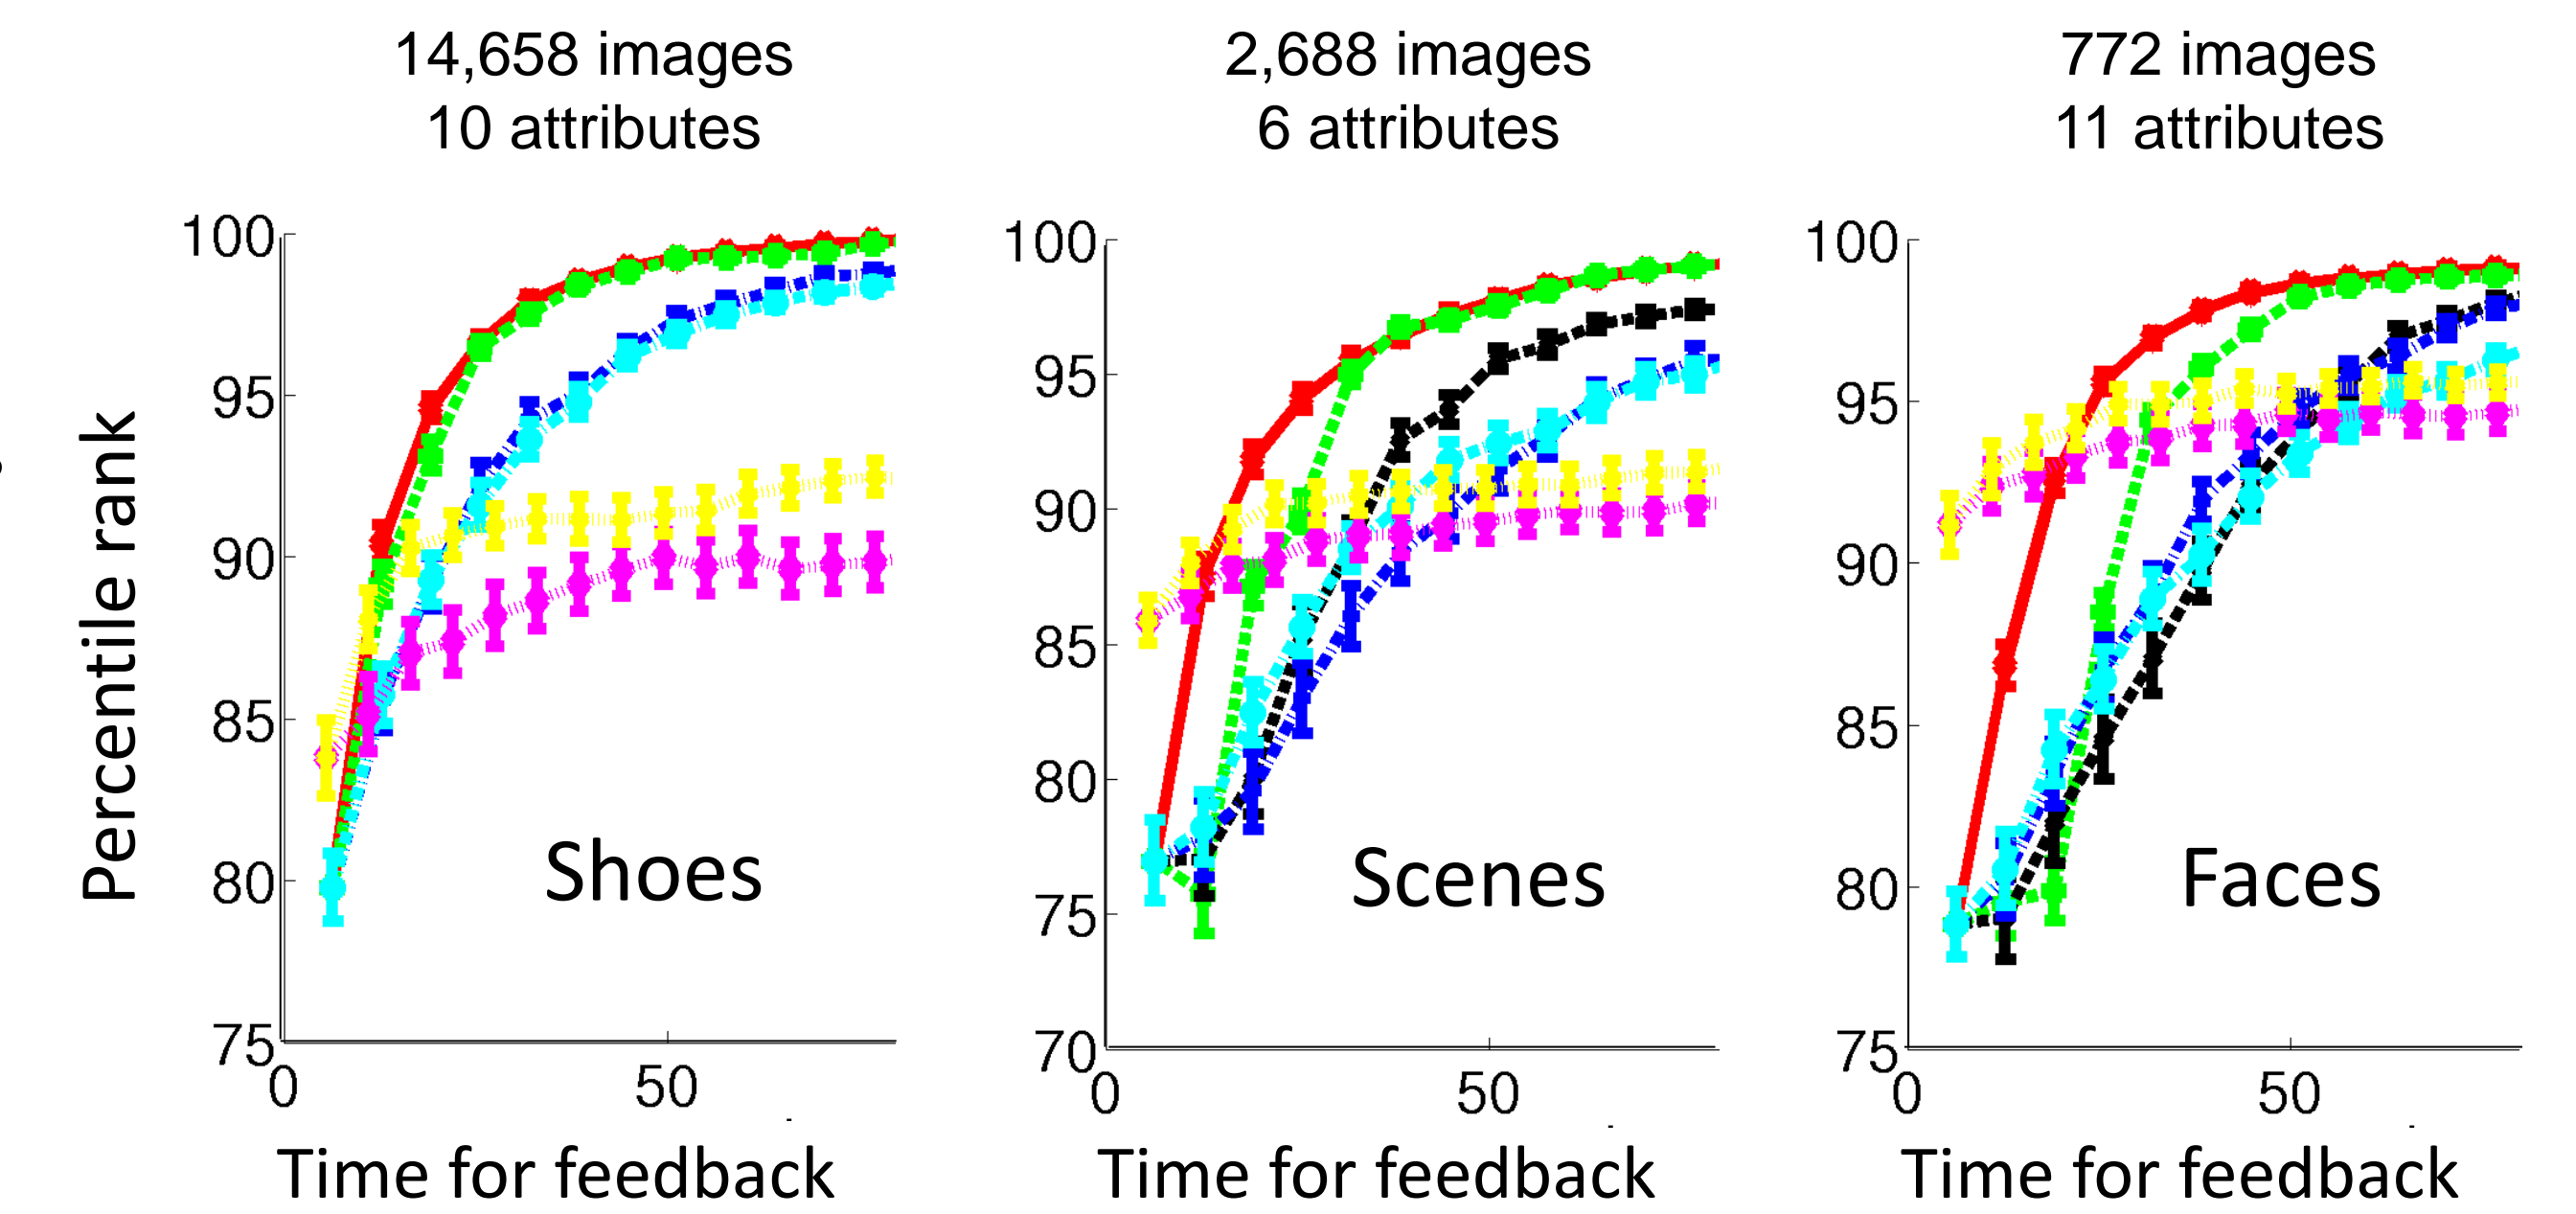 14,658 images
10 attributes
2,688 images
6 attributes
772 images
11 attributes
Percentile rank
100
95
90
85
80
75
0
50
Shoes
Time for feedback
100
95
90
85
80
75
70
0
50
Scenes
Time for feedback
100
95
90
85
80
75
0
50
Faces
Time for feedback